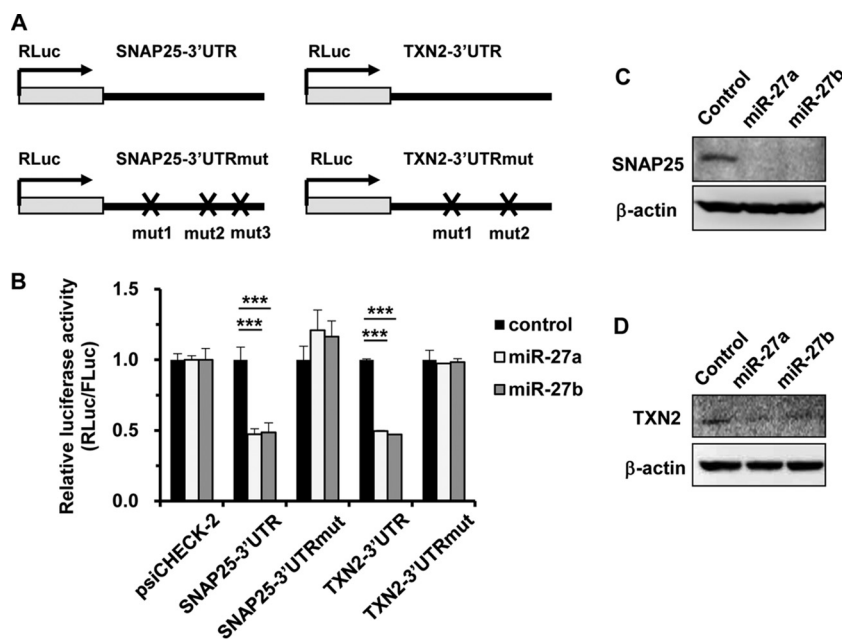 A
RLuc SNAP25-3'UTR RLuc TXN2-3'UTR
RLuc SNAP25-3'UTRmut RLuc TXN2-3'UTRmut
mut1 mut2 mut3 mut1 mut2
B
Relative luciferase activity
(RLuc/FLuc)
1.5
1.0
0.5
0.0
*** ***
*** ***
control
miR-27a
miR-27b
psiCHECK-2
SNAP25-3'UTR
SNAP25-3'UTRmut
TXN2-3'UTR
TXN2-3'UTRmut
C
Control miR-27a miR-27b
SNAP25
β-actin
D
Control miR-27a miR-27b
TXN2
β-actin